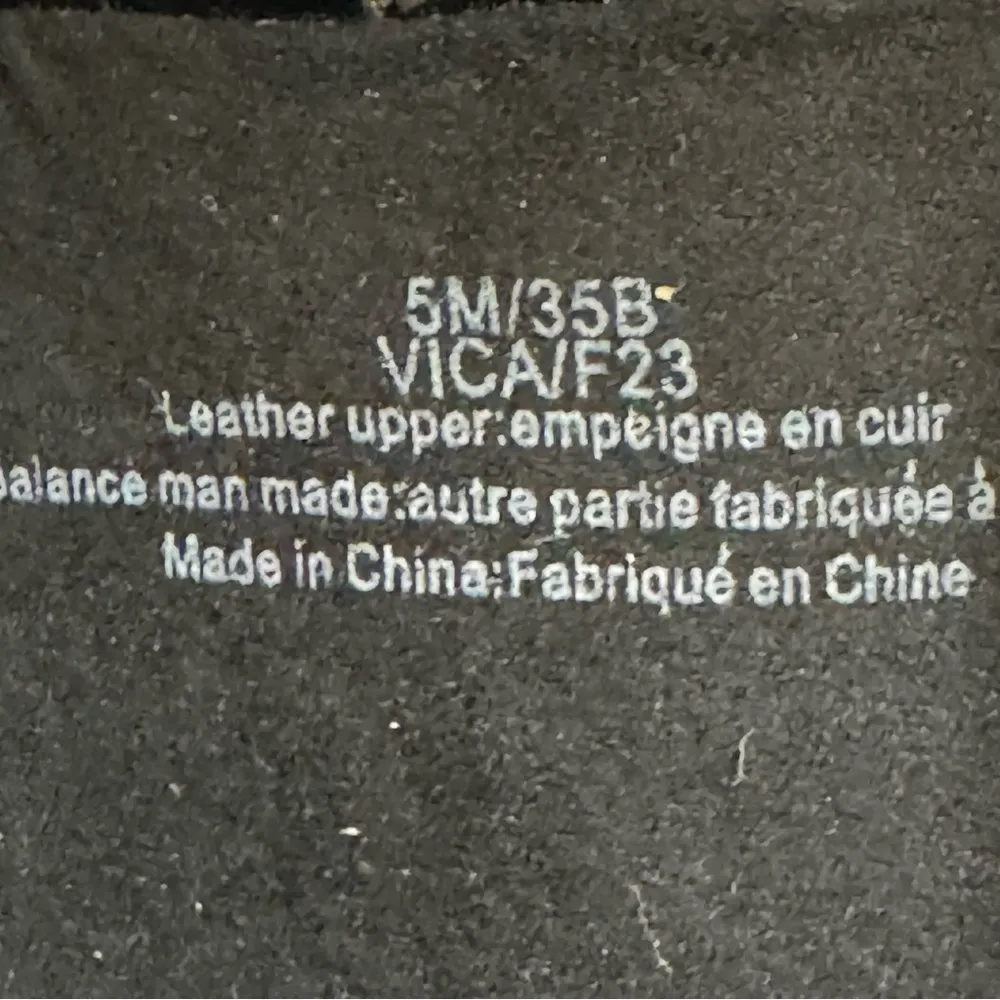 5M/35B
VICA/F23
Leather upper:empeigne en cuir
balance man made:autre partie fabriquée à
Made in China:Fabriqué en Chine